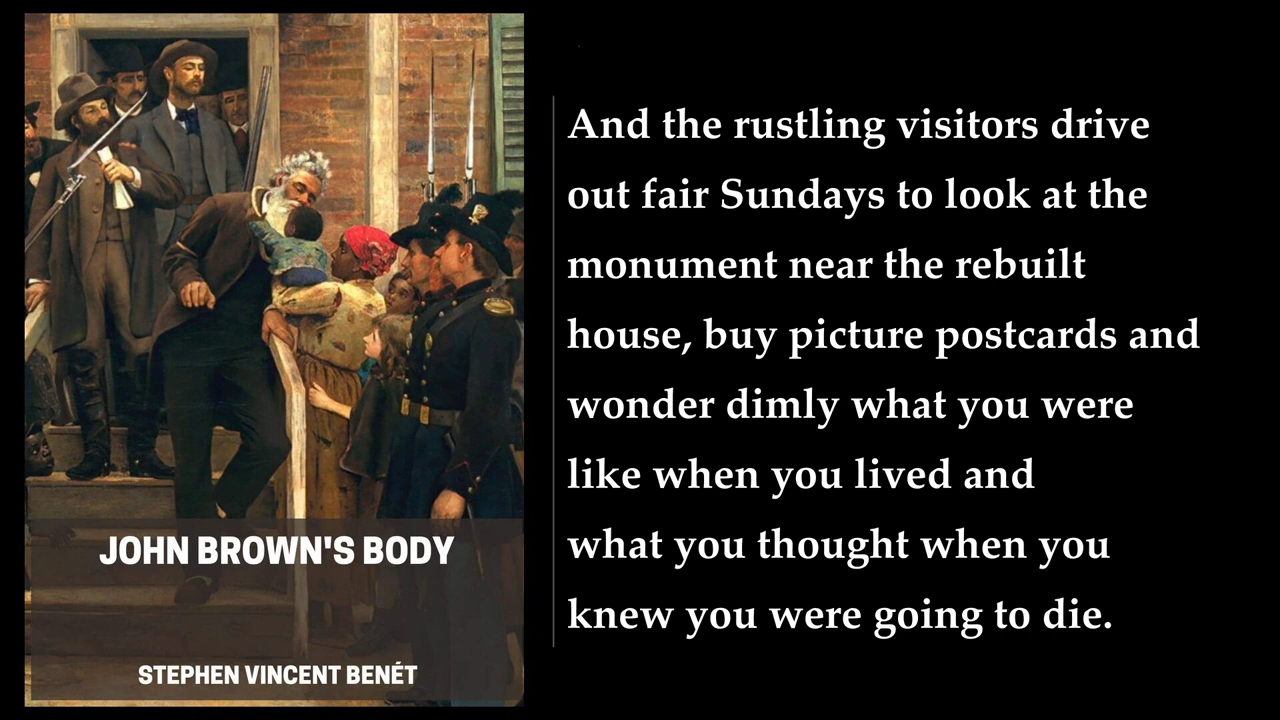 JOHN BROWN'S BODY
STEPHEN VINCENT BENÉT
And the rustling visitors drive
out fair Sundays to look at the
monument near the rebuilt
house, buy picture postcards and
wonder dimly what you were
like when you lived and
what you thought when you
knew you were going to die.